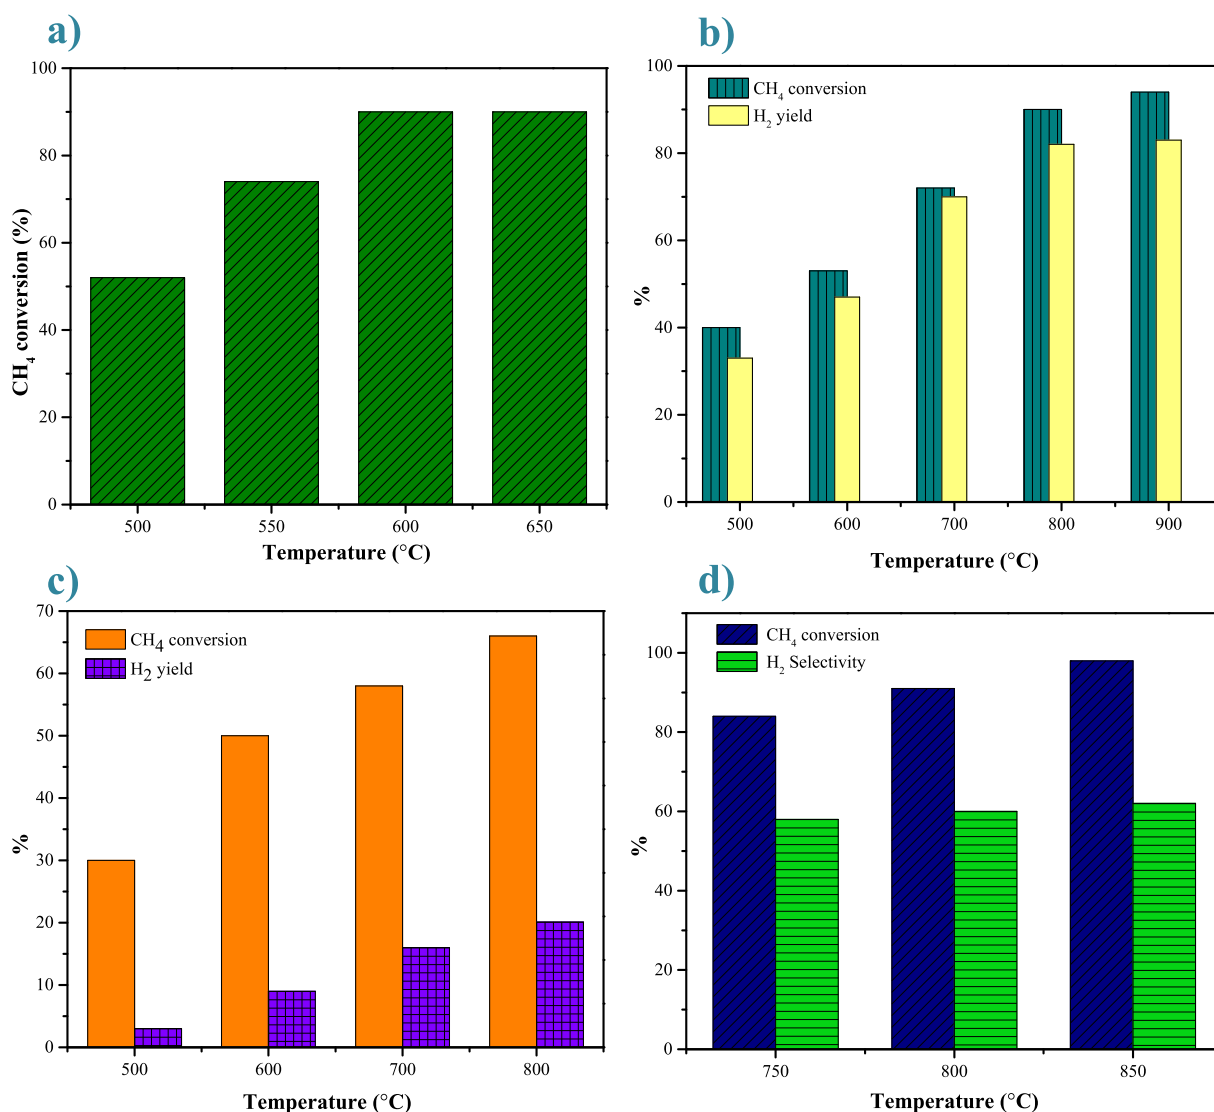 a)
CH₄ conversion (%)
100
80
60
40
20
0
500 550 600 650
Temperature (°C)
b)
CH₄ conversion
H₂ yield
%
100
80
60
40
20
0
500 600 700 800 900
Temperature (°C)
c)
CH₄ conversion
H₂ yield
%
70
60
50
40
30
20
10
0
500 600 700 800
Temperature (°C)
d)
CH₄ conversion
H₂ Selectivity
%
100
80
60
40
20
0
750 800 850
Temperature (°C)